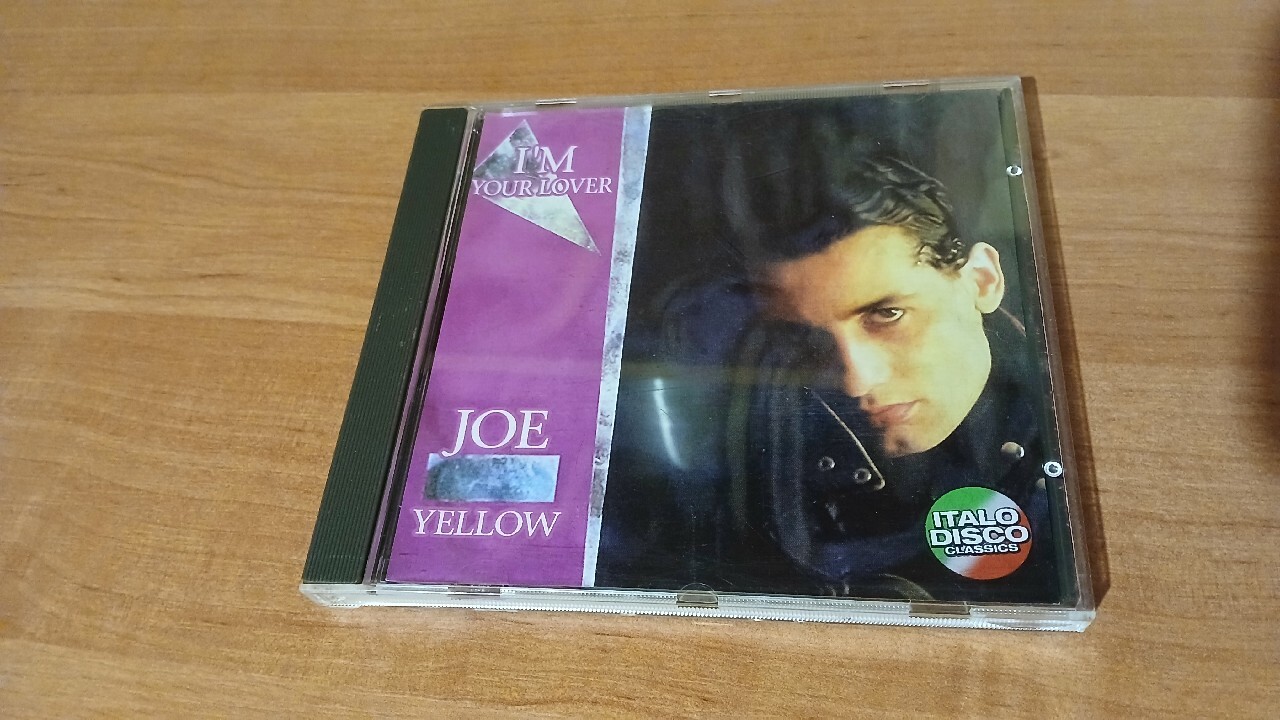 I'M
YOUR LOVER
JOE
YELLOW
ITALO
DISCO
CLASSICS